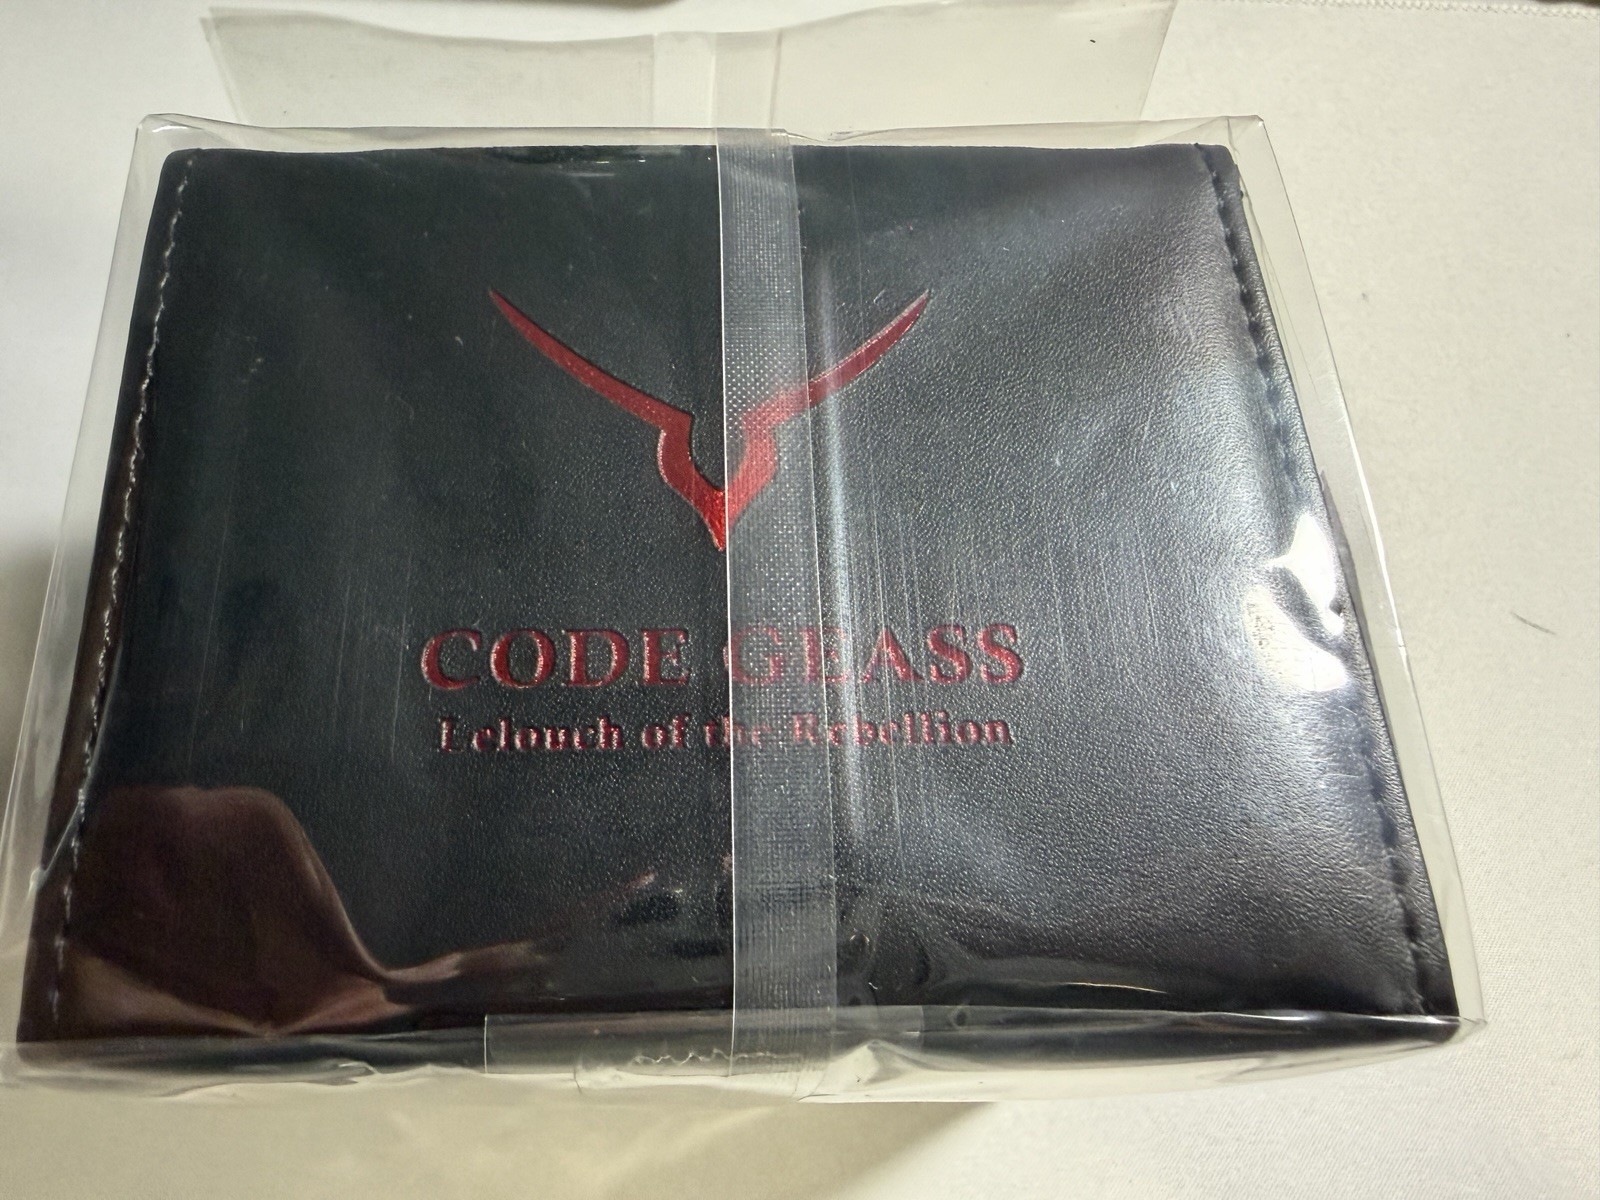 CODE GEASS
Lelouch of the Rebellion